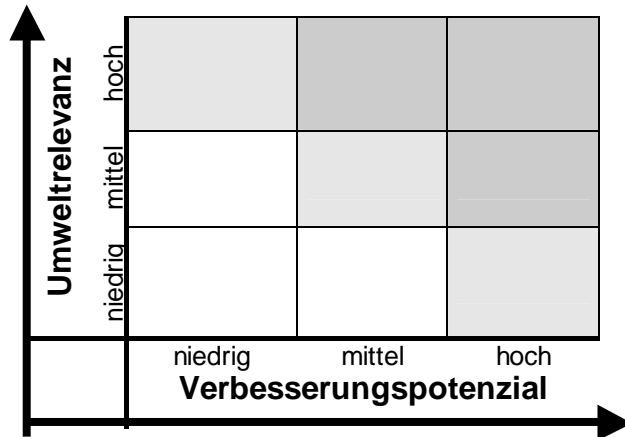 Umweltrelevanz
hoch
mittel
niedrig
niedrig mittel hoch
Verbesserungspotenzial